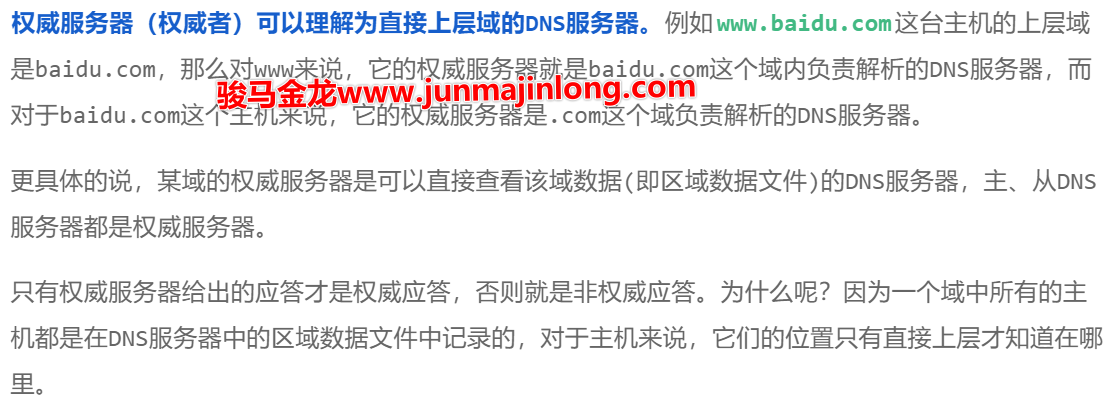 权威服务器（权威者）可以理解为直接上层域的DNS服务器。例如www.baidu.com这台主机的上层域
是baidu.com，那么对www来说，它的权威服务器就是baidu.com这个域内负责解析的DNS服务器，而
骏马金龙www.junmajinlong.com
对于baidu.com这个主机来说，它的权威服务器是.com这个域负责解析的DNS服务器。
更具体的说，某域的权威服务器是可以直接查看该域数据(即区域数据文件)的DNS服务器，主、从DNS
服务器都是权威服务器。
只有权威服务器给出的应答才是权威应答，否则就是非权威应答。为什么呢？因为一个域中所有的主
机都是在DNS服务器中的区域数据文件中记录的，对于主机来说，它们的位置只有直接上层才知道在哪
里。